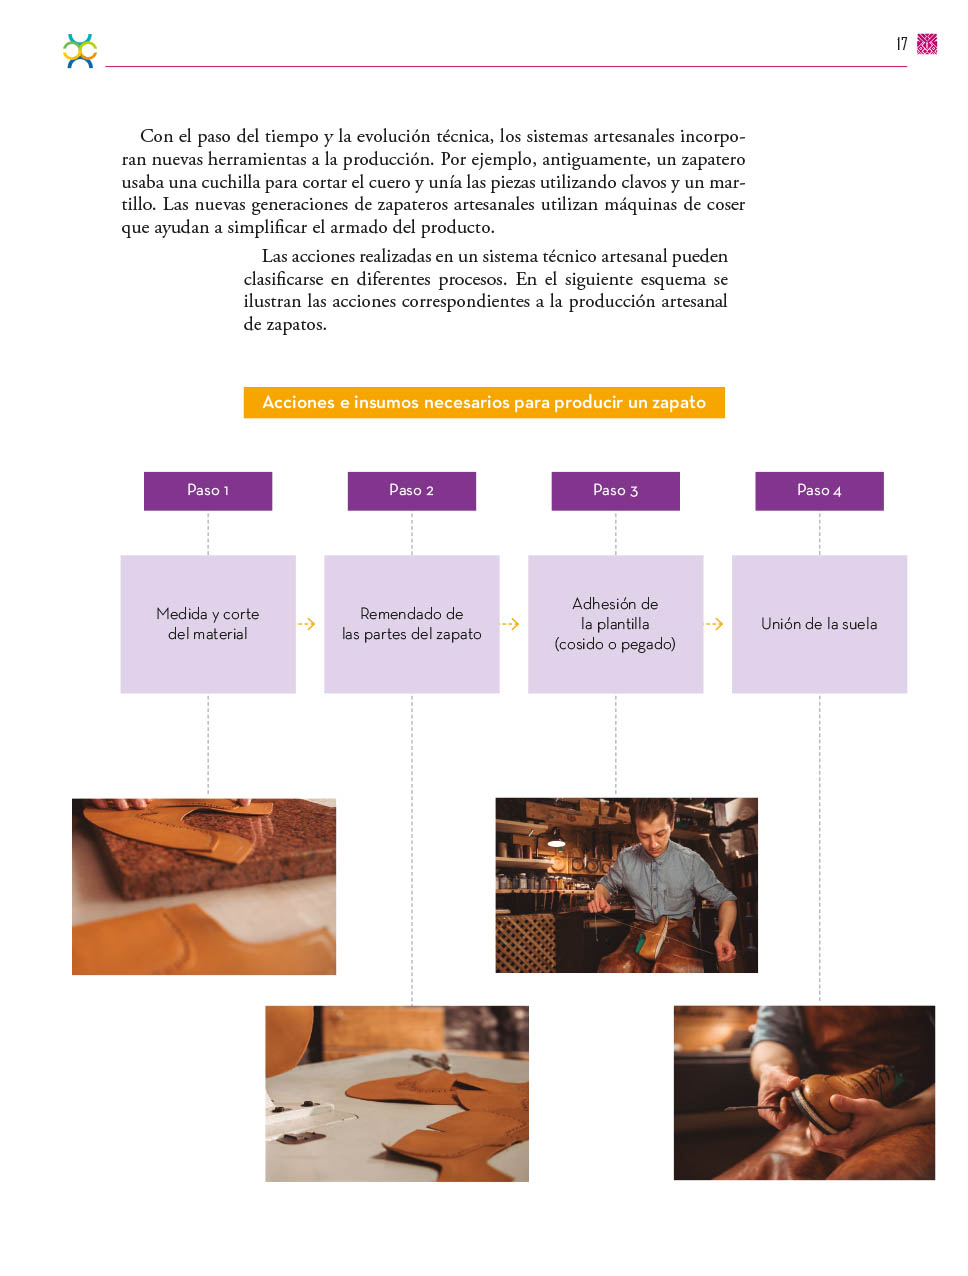 17
Con el paso del tiempo y la evolución técnica, los sistemas artesanales incorpo-
ran nuevas herramientas a la producción. Por ejemplo, antiguamente, un zapatero
usaba una cuchilla para cortar el cuero y unía las piezas utilizando clavos y un mar-
tillo. Las nuevas generaciones de zapateros artesanales utilizan máquinas de coser
que ayudan a simplificar el armado del producto.
Las acciones realizadas en un sistema técnico artesanal pueden
clasificarse en diferentes procesos. En el siguiente esquema se
ilustran las acciones correspondientes a la producción artesanal
de zapatos.
Acciones e insumos necesarios para producir un zapato
Paso 1
Paso 2
Paso 3
Paso 4
Medida y corte
del material
Remendado de
las partes del zapato
Adhesión de
la plantilla
(cosido o pegado)
Unión de la suela